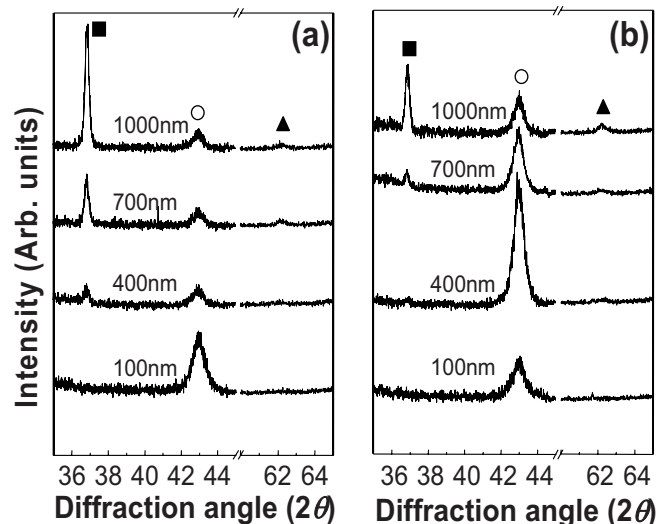 (a)
1000nm
700nm
400nm
100nm
Intensity (Arb. units)
36 38 40 42 44 62 64
Diffraction angle (2θ)
(b)
1000nm
700nm
400nm
100nm
36 38 40 42 44 62 64
Diffraction angle (2θ)